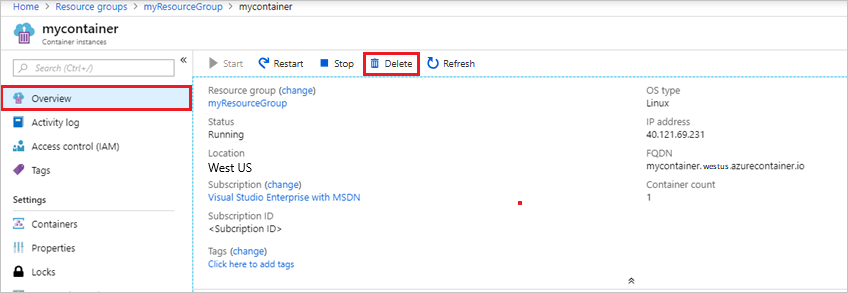 Home > Resource groups > myResourceGroup > mycontainer
mycontainer
Container instances
Search (Ctrl+/)
Overview
Activity log
Access control (IAM)
Tags
Settings
Containers
Properties
Locks
Start Restart Stop Delete Refresh
Resource group (change)
myResourceGroup
Status
Running
Location
West US
Subscription (change)
Visual Studio Enterprise with MSDN
Subscription ID
<Subcription ID>
Tags (change)
Click here to add tags
OS type
Linux
IP address
40.121.69.231
FQDN
mycontainer.westus.azurecontainer.io
Container count
1